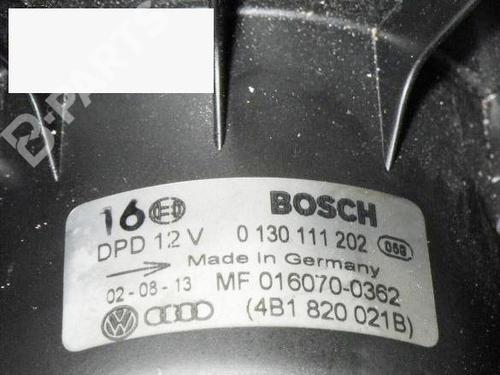 B-PARTS
16 BOSCH
DPD 12 V 0 130 111 202
Made in Germany
02-08-13 MF 016070-0362
(4B1 820 021B)